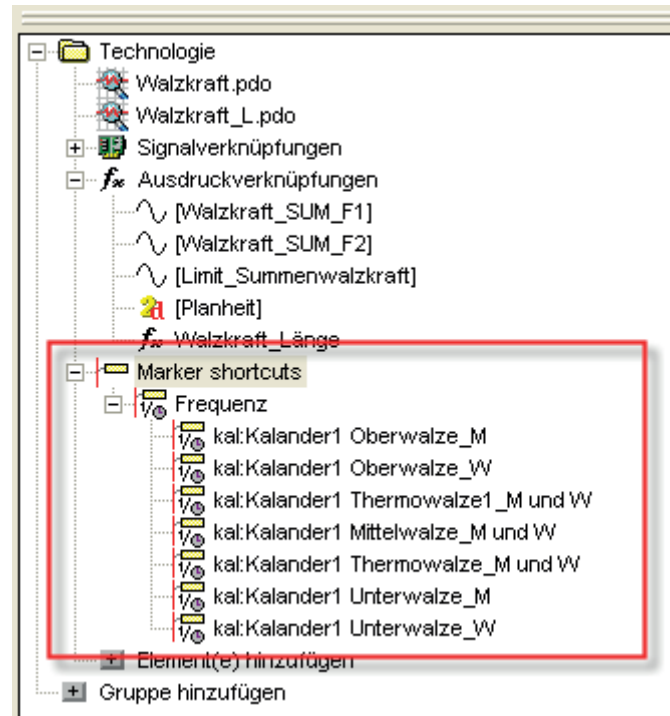 Technologie
Walzkraft.pdo
Walzkraft_L.pdo
Signalverknüpfungen
Ausdruckverknüpfungen
[Walzkraft_SUM_F1]
[Walzkraft_SUM_F2]
[Limit_Summenwalzkraft]
[Planheit]
Walzkraft_Länge
Marker shortcuts
Frequenz
kal:Kalander1 Oberwalze_M
kal:Kalander1 Oberwalze_W
kal:Kalander1 Thermowalze1_M und W
kal:Kalander1 Mittelwalze_M und W
kal:Kalander1 Thermowalze_M und W
kal:Kalander1 Unterwalze_M
kal:Kalander1 Unterwalze_W
Element(e) hinzufügen
Gruppe hinzufügen